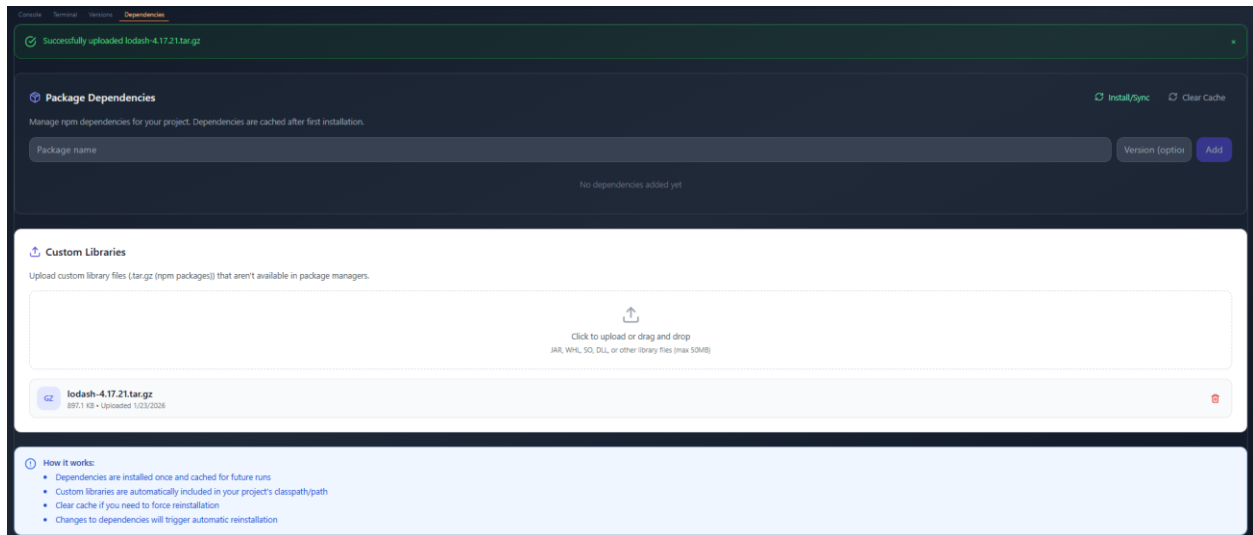 Console Terminal Versions Dependencies
Successfully uploaded lodash-4.17.21.tar.gz
×
Package Dependencies
Install/Sync Clear Cache
Manage npm dependencies for your project. Dependencies are cached after first installation.
Package name Version (optior Add
No dependencies added yet
Custom Libraries
Upload custom library files (.tar.gz (npm packages)) that aren't available in package managers.
Click to upload or drag and drop
JAR, WHL, SO, DLL, or other library files (max 50MB)
GZ
lodash-4.17.21.tar.gz
897.1 KB • Uploaded 1/23/2026
How it works:
• Dependencies are installed once and cached for future runs
• Custom libraries are automatically included in your project's classpath/path
• Clear cache if you need to force reinstallation
• Changes to dependencies will trigger automatic reinstallation